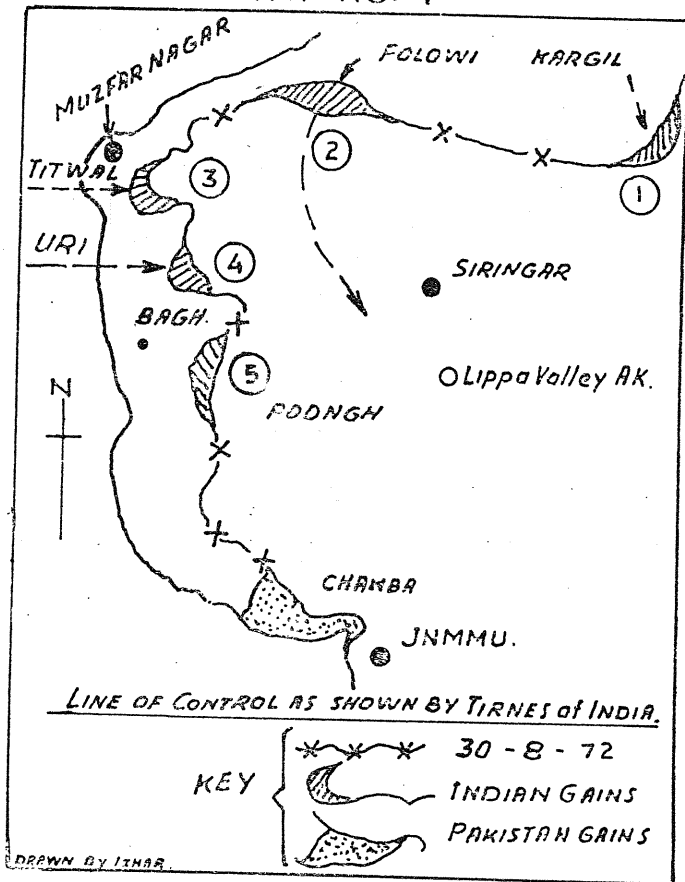 MUZFAR NAGAR
FOLOWI
KARGIL
TITWAL
3
2
1
URI
4
SIRINGAR
BAGH.
5
Lippa Valley AK.
N
POONGH
CHAMBA
JNMMU.
LINE OF CONTROL AS SHOWN BY TIRNES of INDIA.
KEY
30-8-72
INDIAN GAINS
PAKISTAN GAINS
DRAWN BY IZHAR.